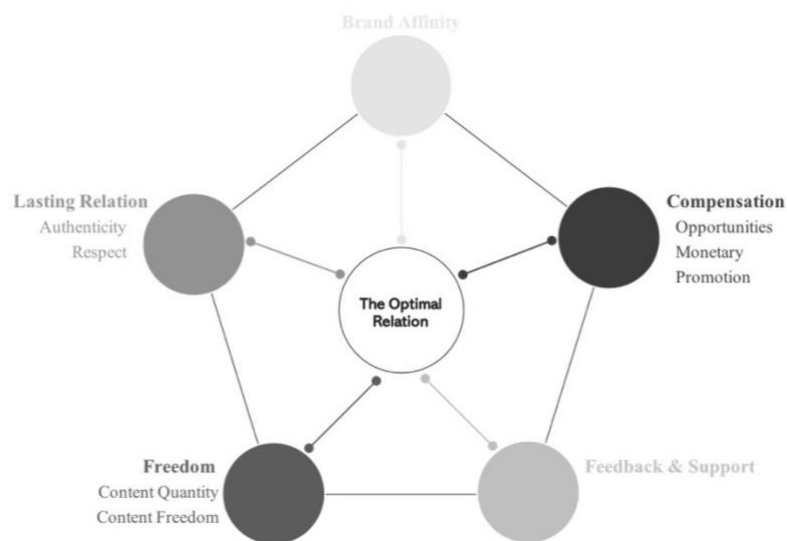 Brand Affinity
Lasting Relation
Authenticity
Respect
Compensation
Opportunities
Monetary
Promotion
The Optimal
Relation
Freedom
Content Quantity
Content Freedom
Feedback & Support